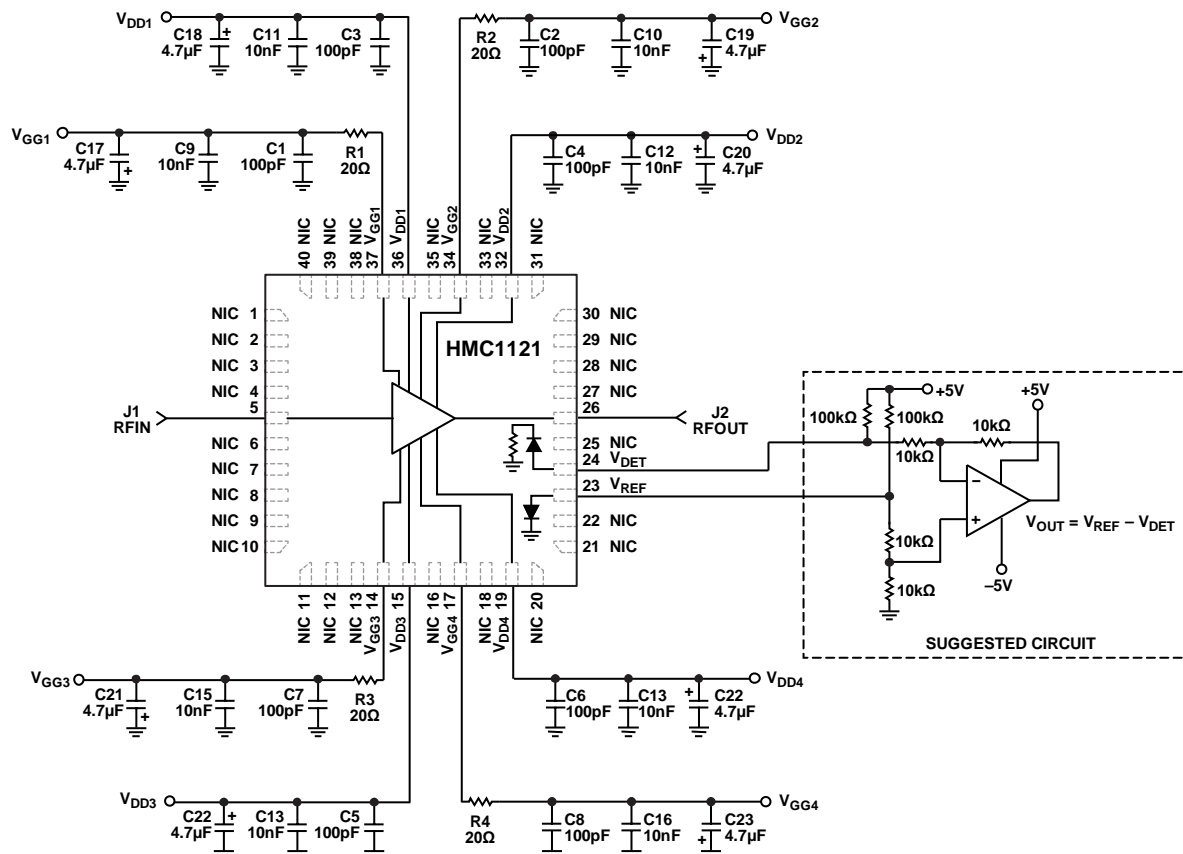 VDD1
C18
4.7µF
+
C11
10nF
C3
100pF
R2
20Ω
C2
100pF
C10
10nF
C19
4.7µF
+
VGG2
VGG1
C17
4.7µF
+
C9
10nF
C1
100pF
R1
20Ω
C4
100pF
C12
10nF
+
C20
4.7µF
VDD2
40 NIC
39 NIC
38 NIC
37 VGG1
36 VDD1
35 NIC
34 VGG2
33 NIC
32 VDD2
31 NIC
HMC1121
NIC 1
NIC 2
NIC 3
NIC 4
5
NIC 6
NIC 7
NIC 8
NIC 9
NIC 10
J1
RFIN
30 NIC
29 NIC
28 NIC
27 NIC
26
25 NIC
24 VDET
23 VREF
22 NIC
21 NIC
J2
RFOUT
+5V
+5V
100kΩ
100kΩ
10kΩ
10kΩ
–
+
VOUT = VREF – VDET
10kΩ
10kΩ
–5V
SUGGESTED CIRCUIT
NIC 11
NIC 12
NIC 13
VGG3 14
VDD3 15
NIC 16
VGG4 17
NIC 18
VDD4 19
NIC 20
VGG3
C21
4.7µF
+
C15
10nF
C7
100pF
R3
20Ω
C6
100pF
C13
10nF
+
C22
4.7µF
VDD4
VDD3
C22
4.7µF
+
C13
10nF
C5
100pF
R4
20Ω
C8
100pF
C16
10nF
C23
4.7µF
+
VGG4